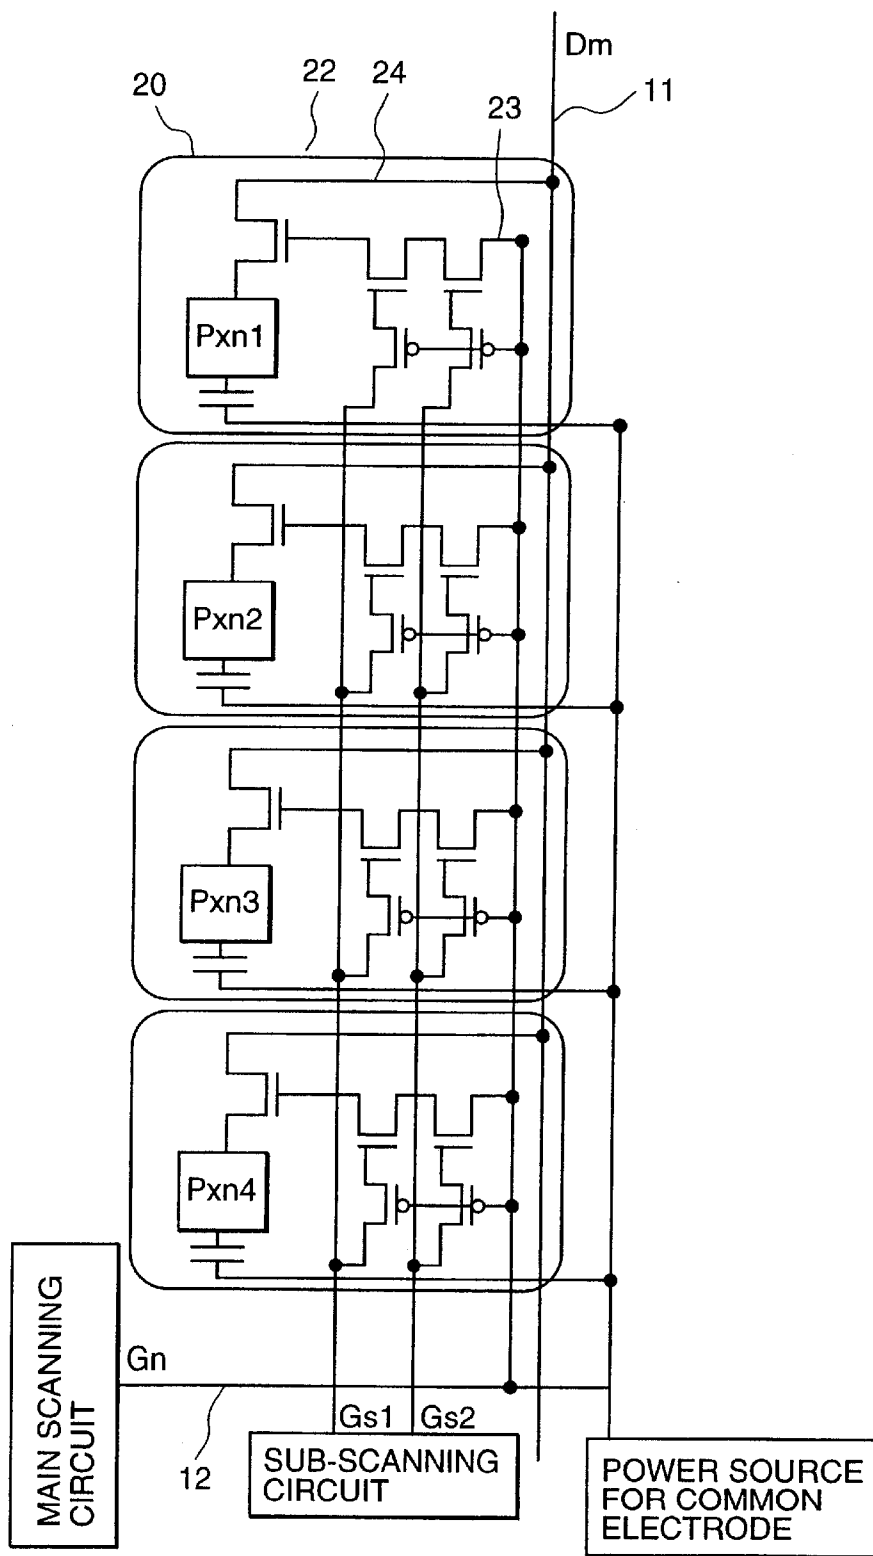 Dm
22
24
11
20
23
Pxn1
Pxn2
Pxn3
Pxn4
MAIN SCANNING
CIRCUIT
Gn
12
Gs1
Gs2
SUB-SCANNING
CIRCUIT
POWER SOURCE
FOR COMMON
ELECTRODE